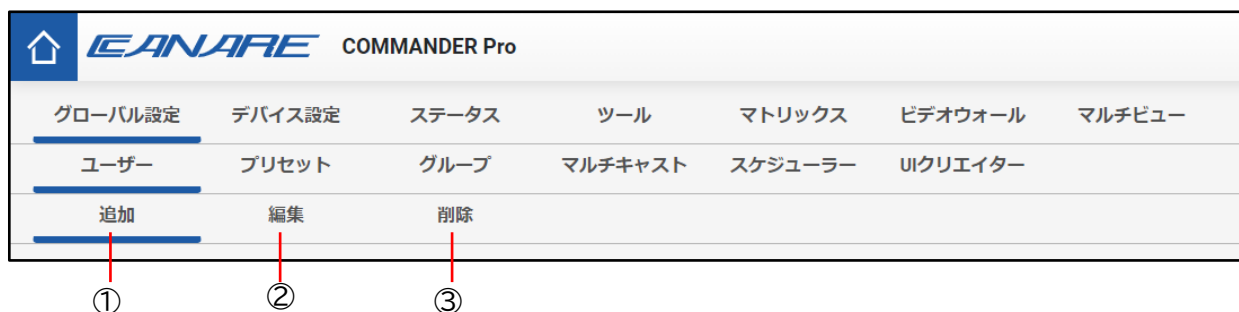 CANARE COMMANDER Pro
グローバル設定 デバイス設定 ステータス ツール マトリックス ビデオウォール マルチビュー
ユーザー プリセット グループ マルチキャスト スケジューラー UIクリエイター
追加 編集 削除
① ② ③